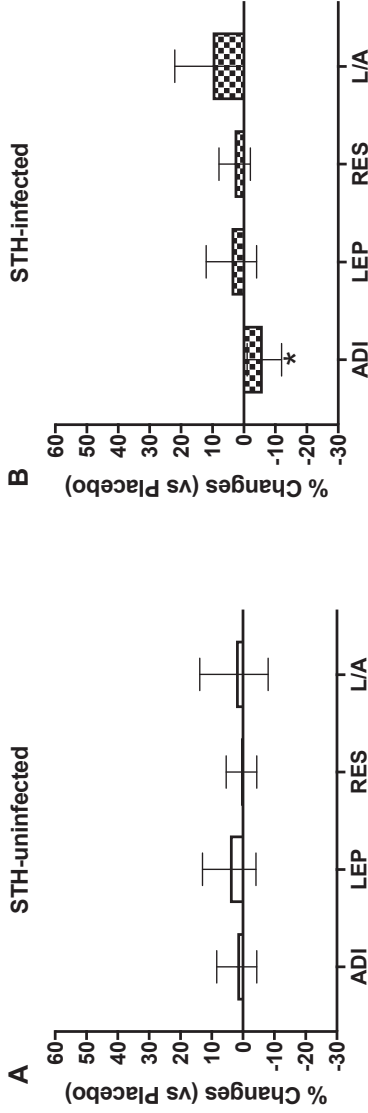 A
STH-uninfected
% Changes (vs Placebo)
60
50
40
30
20
10
0
-10
-20
-30
ADI LEP RES L/A
B
STH-infected
% Changes (vs Placebo)
60
50
40
30
20
10
0
-10
-20
-30
*
ADI LEP RES L/A